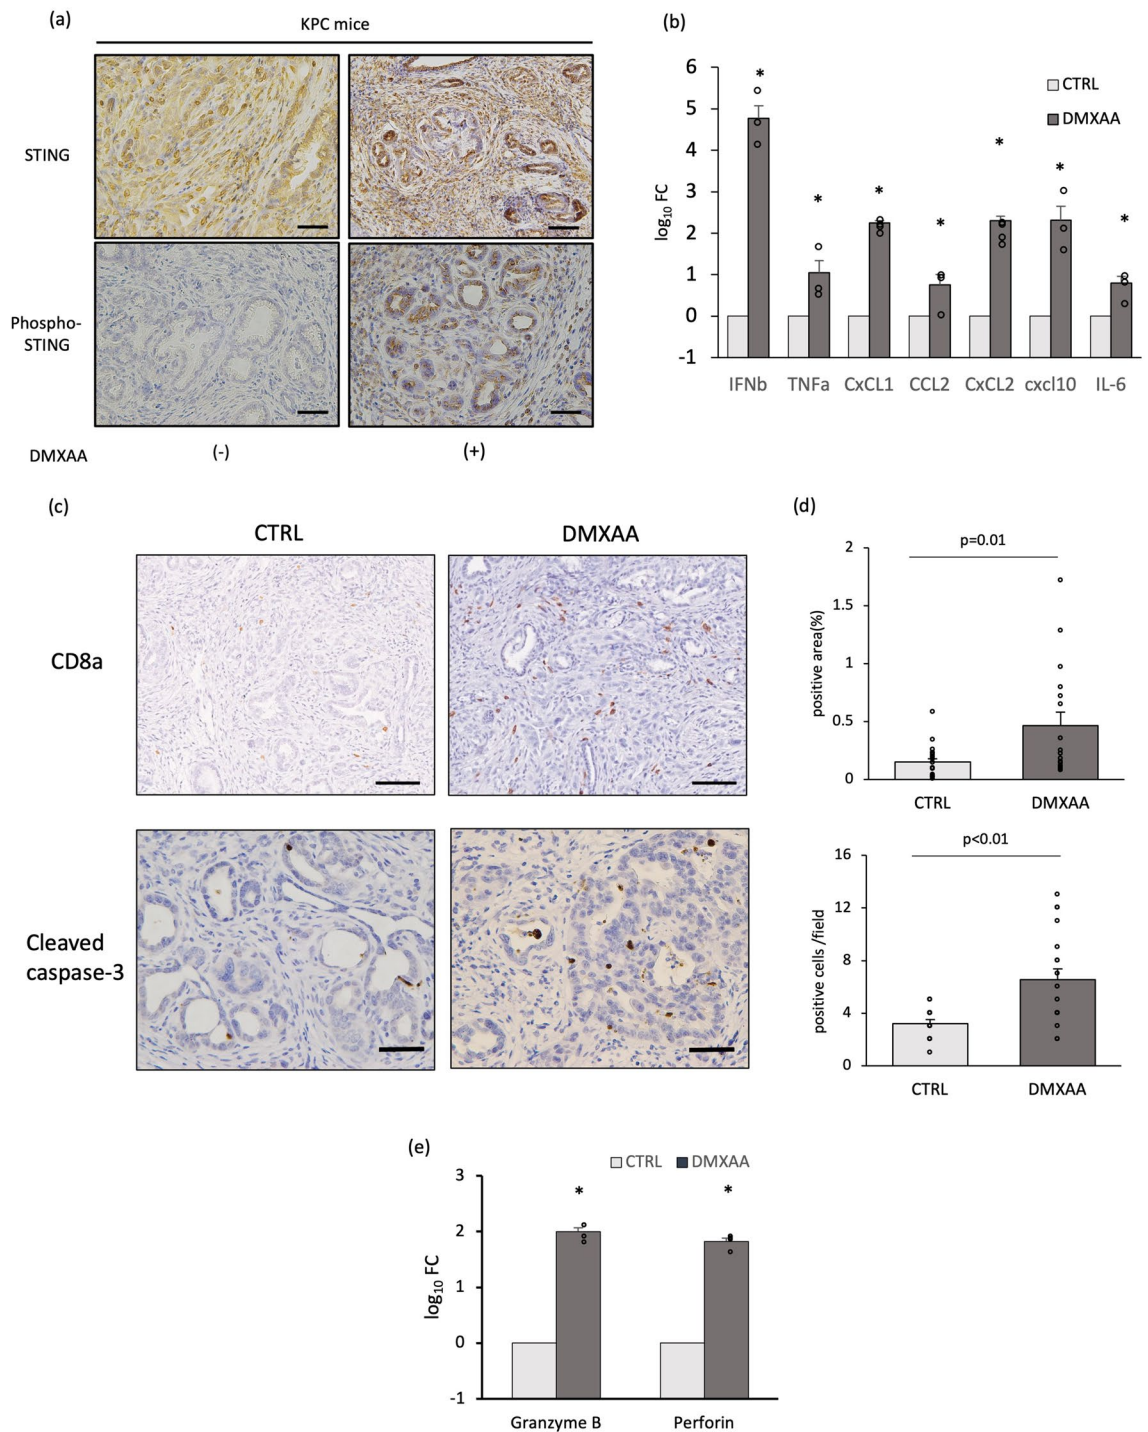 (a)
KPC mice
STING
Phospho-
STING
DMXAA
(-)
(+)
(b)
CTRL
DMXAA
log10 FC
6
5
4
3
2
1
0
-1
*
*
*
*
*
*
*
IFNb TNFa CxCL1 CCL2 CxCL2 cxcl10 IL-6
(c)
CTRL
DMXAA
CD8a
Cleaved
caspase-3
(d)
p=0.01
positive area(%)
2
1.5
1
0.5
0
CTRL DMXAA
p<0.01
positive cells /field
16
12
8
4
0
CTRL DMXAA
(e)
CTRL DMXAA
log10 FC
3
2
1
0
-1
*
*
Granzyme B Perforin